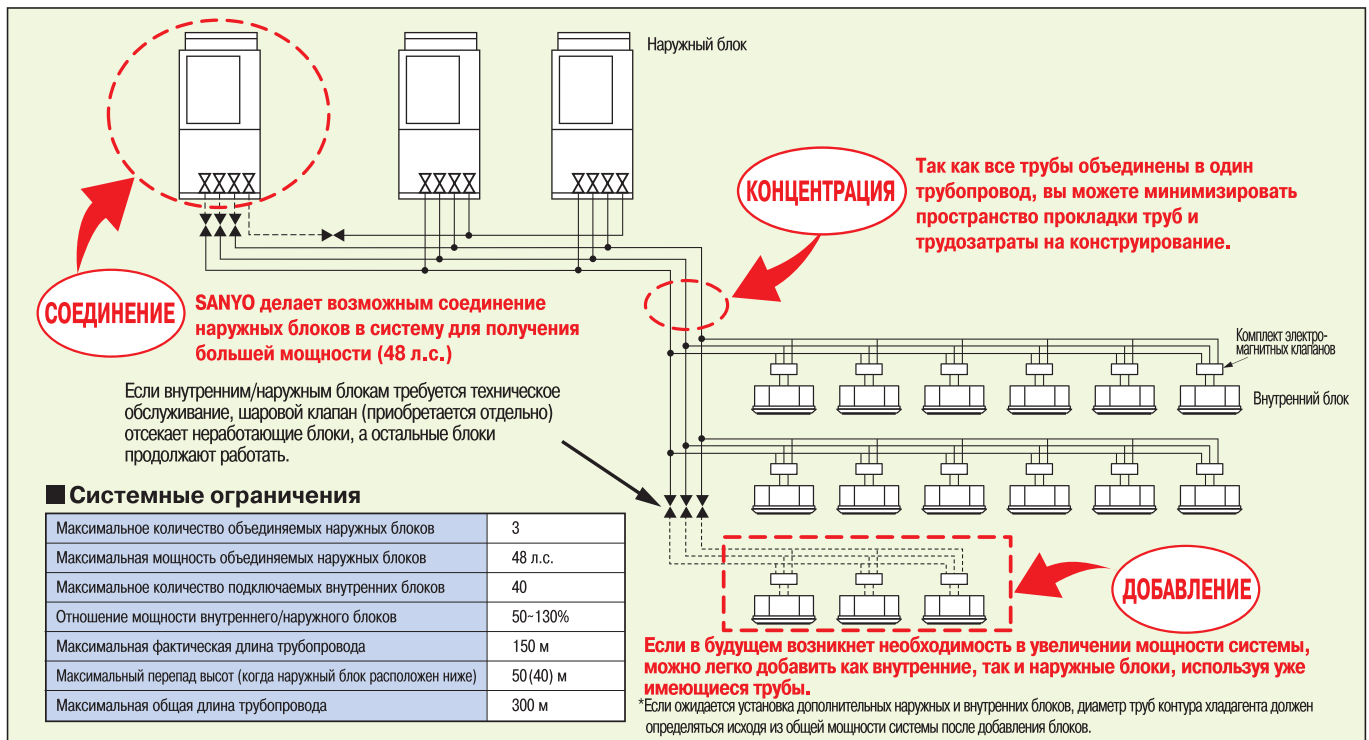 Наружный блок
КОНЦЕНТРАЦИЯ
Так как все трубы объединены в один
трубопровод, вы можете минимизировать
пространство прокладки труб и
трудозатраты на конструирование.
СОЕДИНЕНИЕ
SANYO делает возможным соединение
наружных блоков в систему для получения
большей мощности (48 л.с.)
Комплект электро-
магнитных клапанов
Внутренний блок
Если внутренним/наружным блокам требуется техническое
обслуживание, шаровой клапан (приобретается отдельно)
отсекает неработающие блоки, а остальные блоки
продолжают работать.
Системные ограничения
Максимальное количество объединяемых наружных блоков 3
Максимальная мощность объединяемых наружных блоков 48 л.с.
Максимальное количество подключаемых внутренних блоков 40
Отношение мощности внутреннего/наружного блоков 50~130%
Максимальная фактическая длина трубопровода 150 м
Максимальный перепад высот (когда наружный блок расположен ниже) 50(40) м
Максимальная общая длина трубопровода 300 м
ДОБАВЛЕНИЕ
Если в будущем возникнет необходимость в увеличении мощности системы,
можно легко добавить как внутренние, так и наружные блоки, используя уже
имеющиеся трубы.
*Если ожидается установка дополнительных наружных и внутренних блоков, диаметр труб контура хладагента должен
определяться исходя из общей мощности системы после добавления блоков.